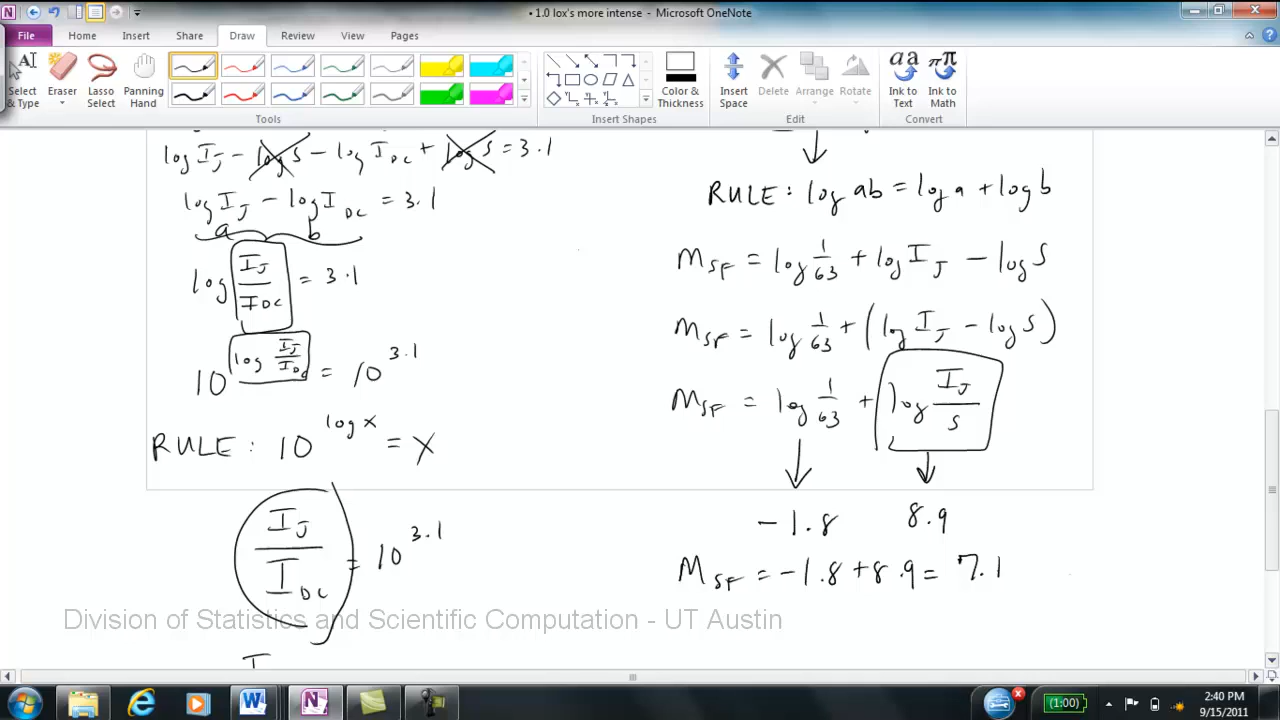 • 1.0 lox's more intense - Microsoft OneNote
File Home Insert Share Draw Review View Pages
Select & Type
Eraser
Lasso Select
Panning Hand
Color & Thickness
Insert Space
Delete
Arrange
Rotate
Ink to Text
Ink to Math
Tools
Insert Shapes
Edit
Convert
log I_J - log S - log I_DC + log S = 3.1
log I_J - log I_DC = 3.1
a b
log I_J/I_DC = 3.1
10^(log I_J/I_DC) = 10^3.1
RULE: 10^(log x) = x
I_J/I_DC = 10^3.1
I
RULE: log ab = log a + log b
M_SF = log 1/63 + log I_J - log S
M_SF = log 1/63 + (log I_J - log S)
M_SF = log 1/63 + log I_J/S
-1.8 8.9
M_SF = -1.8 + 8.9 = 7.1
Division of Statistics and Scientific Computation - UT Austin
(1:00)
2:40 PM
9/15/2011